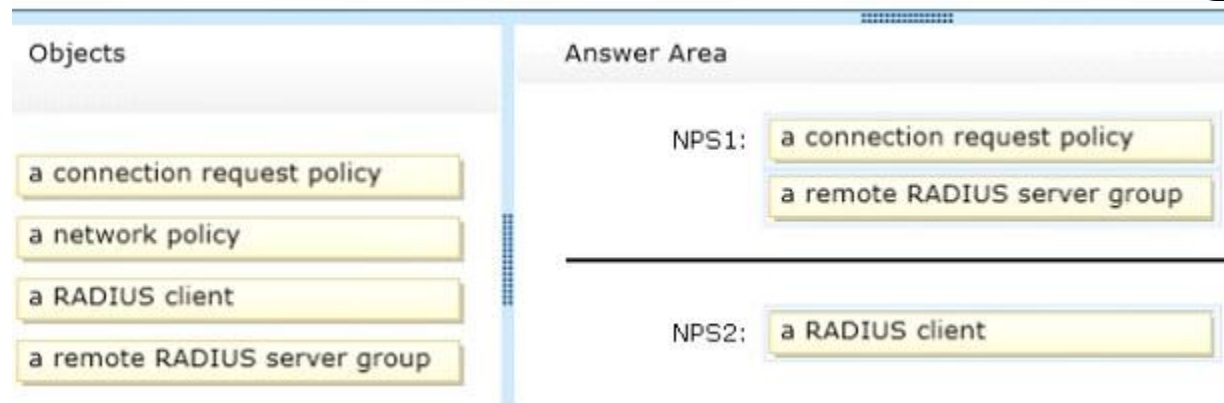 Objects
a connection request policy
a network policy
a RADIUS client
a remote RADIUS server group
Answer Area
NPS1:
a connection request policy
a remote RADIUS server group
NPS2:
a RADIUS client